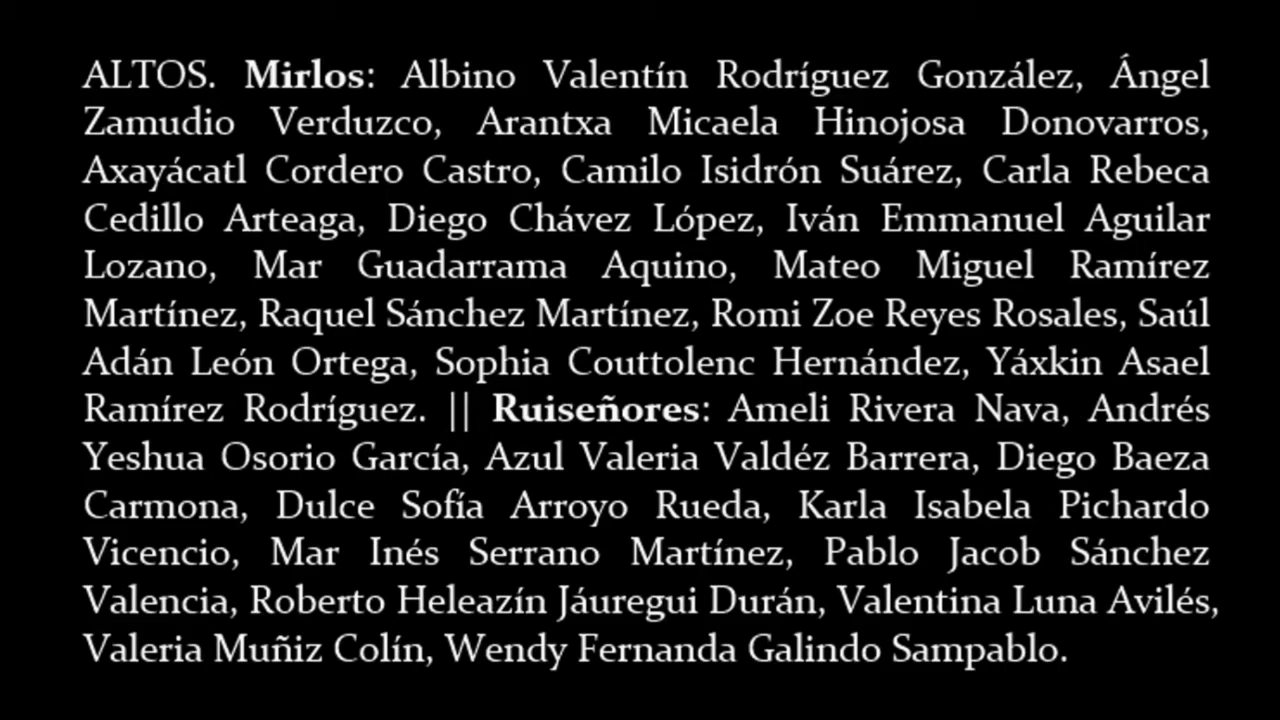 ALTOS. Mirlos: Albino Valentín Rodríguez González, Ángel
Zamudio Verduzco, Arantxa Micaela Hinojosa Donovarros,
Axayácatl Cordero Castro, Camilo Isidrón Suárez, Carla Rebeca
Cedillo Arteaga, Diego Chávez López, Iván Emmanuel Aguilar
Lozano, Mar Guadarrama Aquino, Mateo Miguel Ramírez
Martínez, Raquel Sánchez Martínez, Romi Zoe Reyes Rosales, Saúl
Adán León Ortega, Sophia Couttolenc Hernández, Yáxkin Asael
Ramírez Rodríguez. || Ruiseñores: Ameli Rivera Nava, Andrés
Yeshua Osorio García, Azul Valeria Valdéz Barrera, Diego Baeza
Carmona, Dulce Sofía Arroyo Rueda, Karla Isabela Pichardo
Vicencio, Mar Inés Serrano Martínez, Pablo Jacob Sánchez
Valencia, Roberto Heleazín Jáuregui Durán, Valentina Luna Avilés,
Valeria Muñiz Colín, Wendy Fernanda Galindo Sampablo.